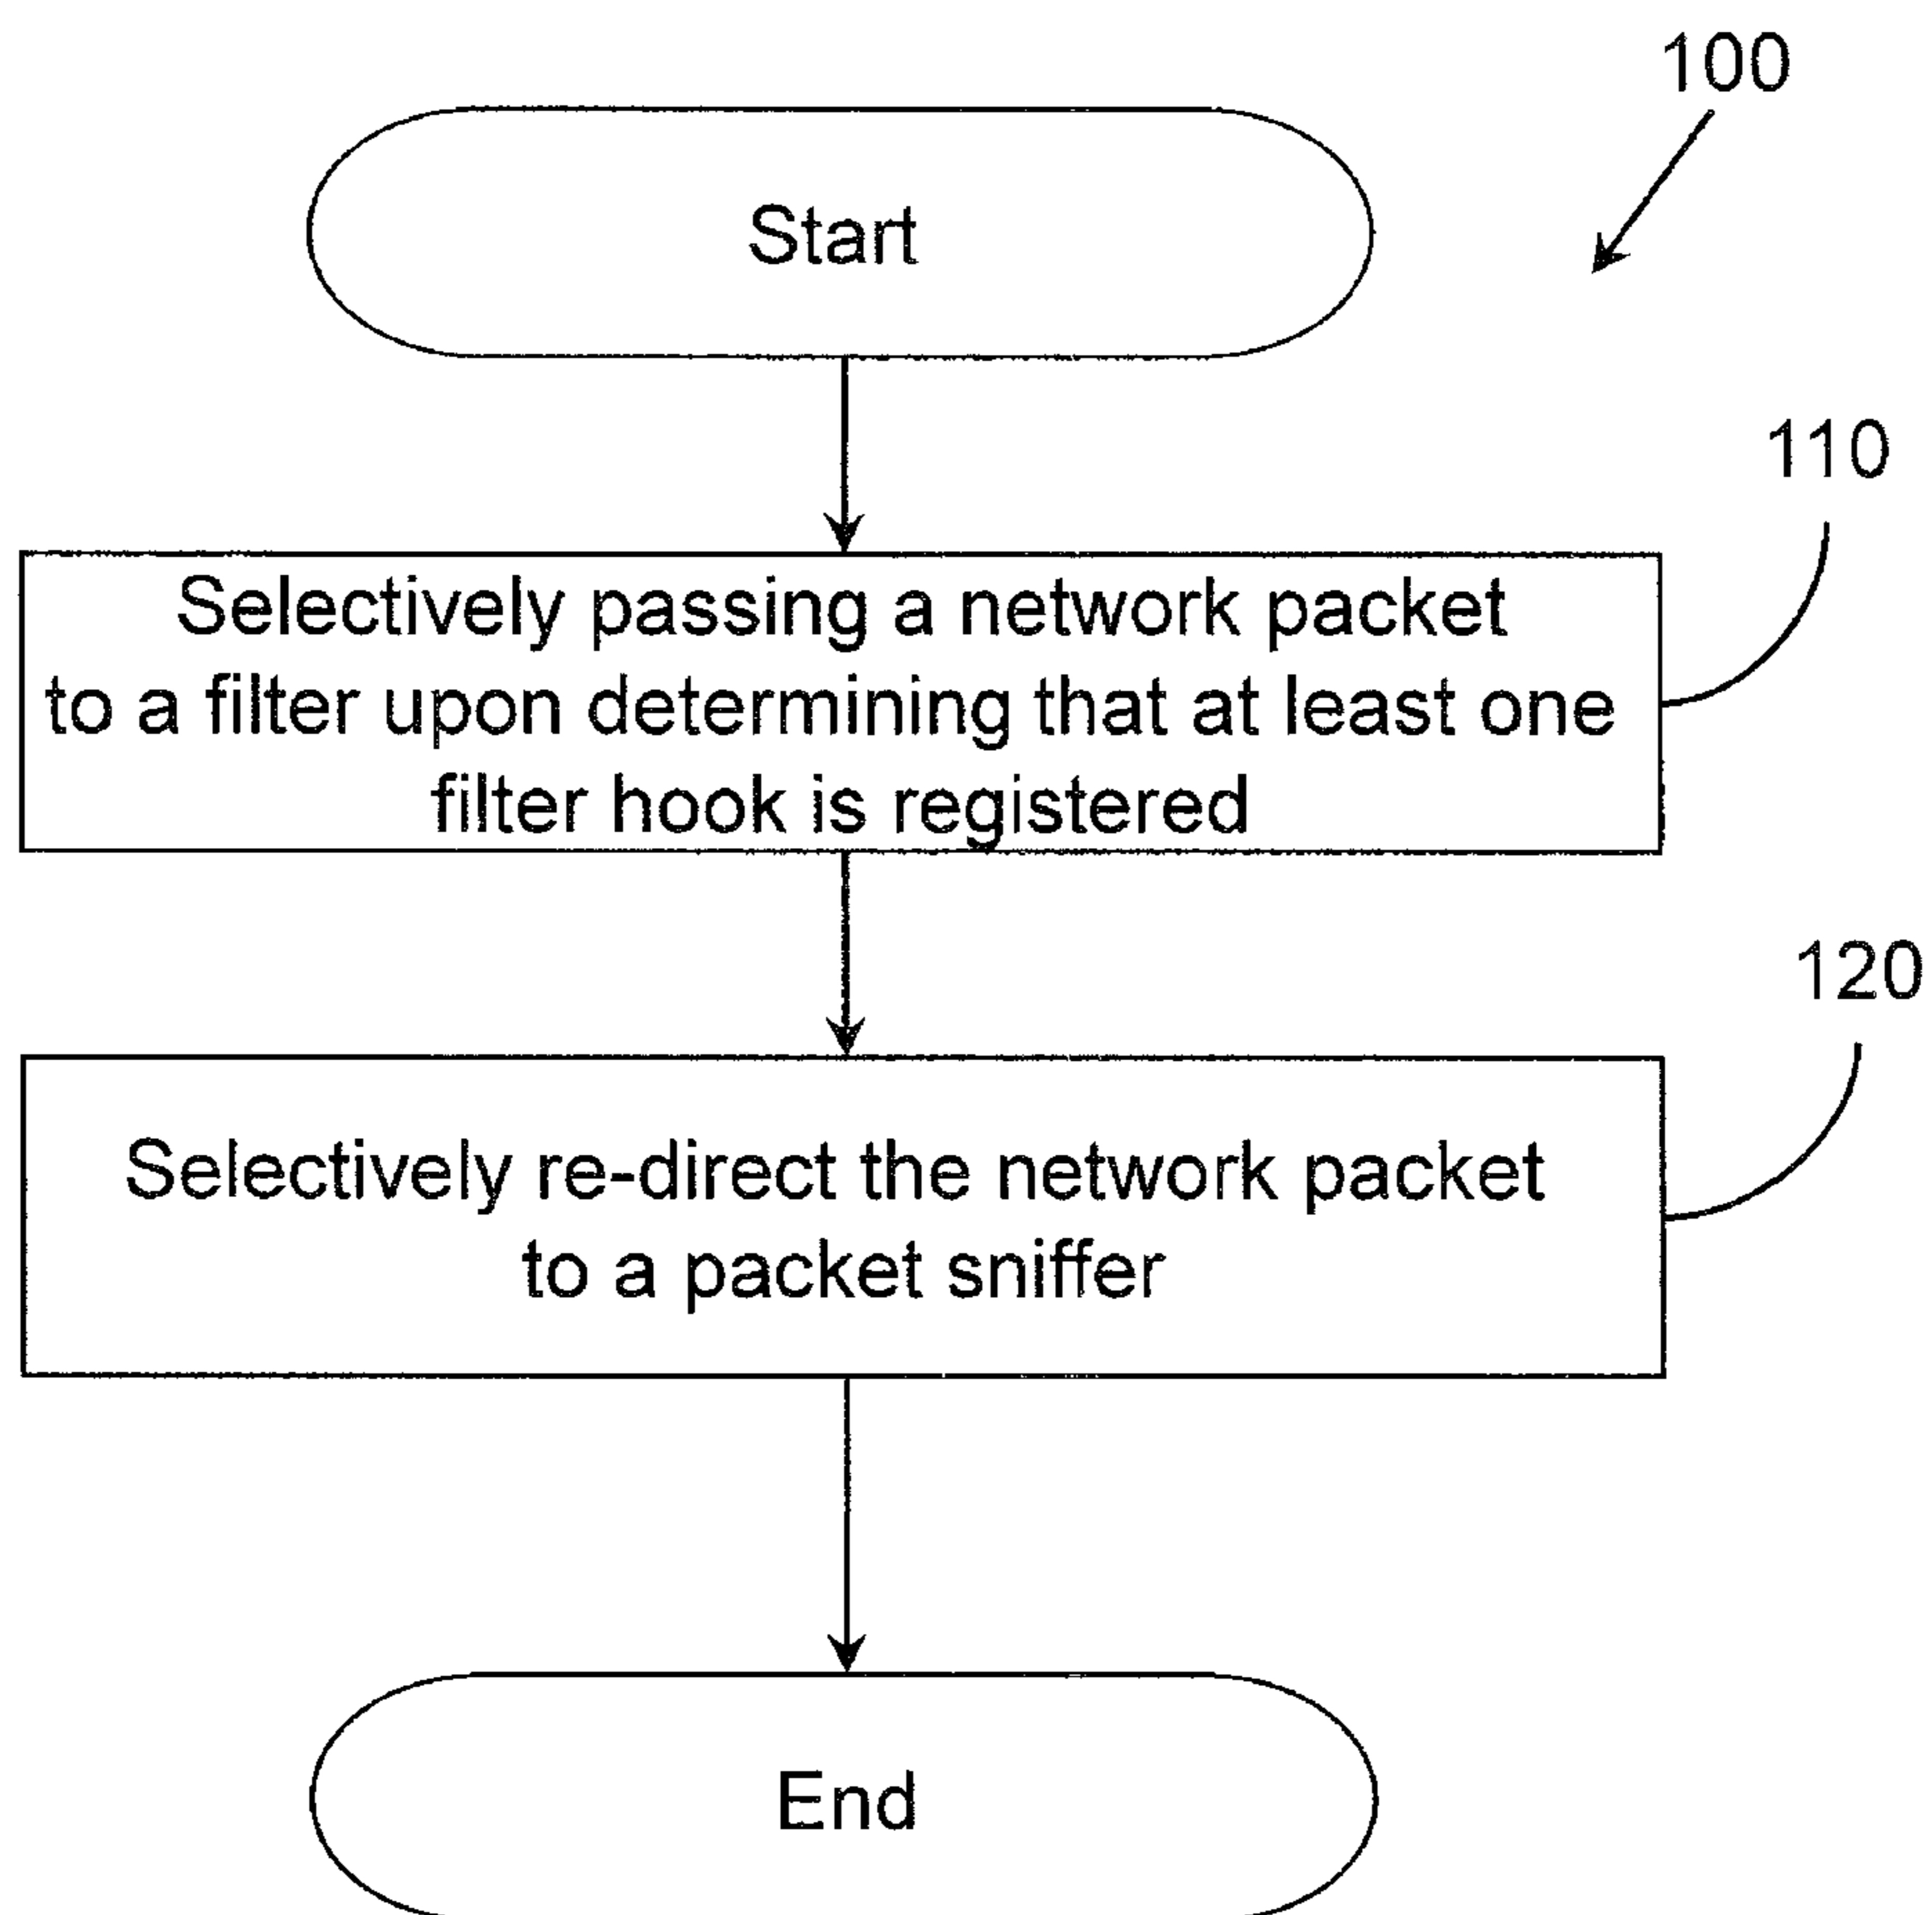 100
Start
110
Selectively passing a network packet
to a filter upon determining that at least one
filter hook is registered
120
Selectively re-direct the network packet
to a packet sniffer
End